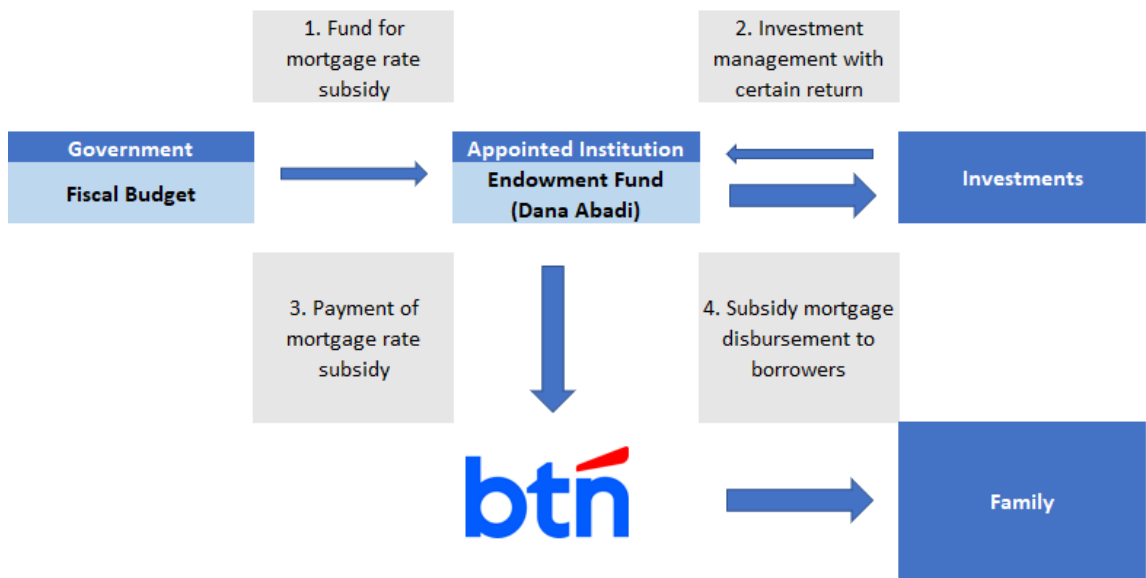 1. Fund for
mortgage rate
subsidy
2. Investment
management with
certain return
Government
Fiscal Budget
Appointed Institution
Endowment Fund
(Dana Abadi)
Investments
3. Payment of
mortgage rate
subsidy
4. Subsidy mortgage
disbursement to
borrowers
btn
Family